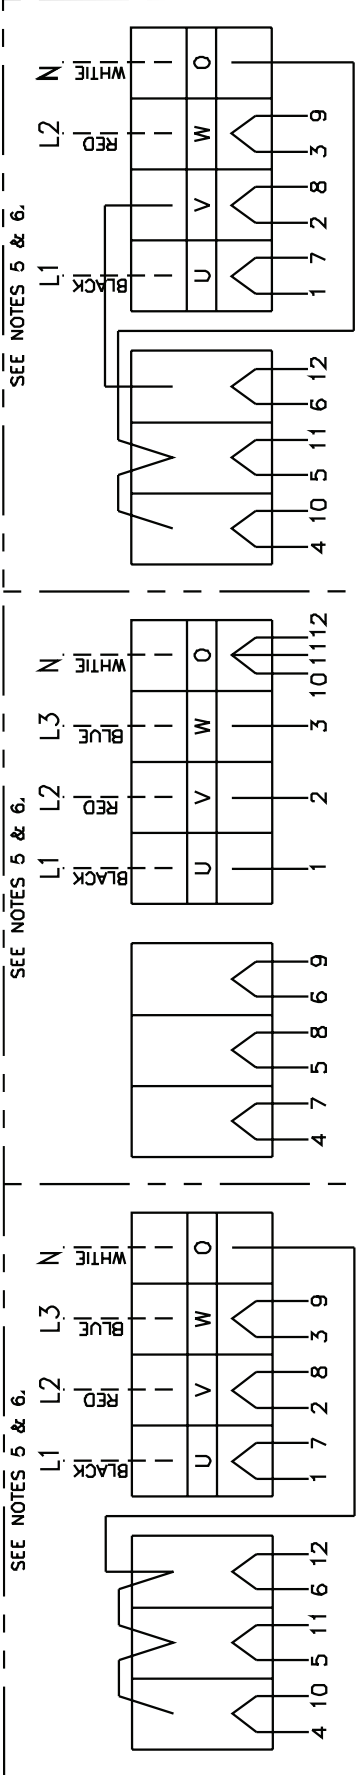 SEE NOTES 5 & 6.
L1 L2 L3 N
BLACK RED BLUE WHTIE
U V W O
4 10 5 11 6 12 1 7 2 8 3 9
SEE NOTES 5 & 6.
L1 L2 L3 N
BLACK RED BLUE WHTIE
U V W O
4 7 5 8 6 9 1 2 3 10 11 12
SEE NOTES 5 & 6.
L1 L2 N
BLACK RED WHTIE
U V W O
4 10 5 11 6 12 1 7 2 8 3 9